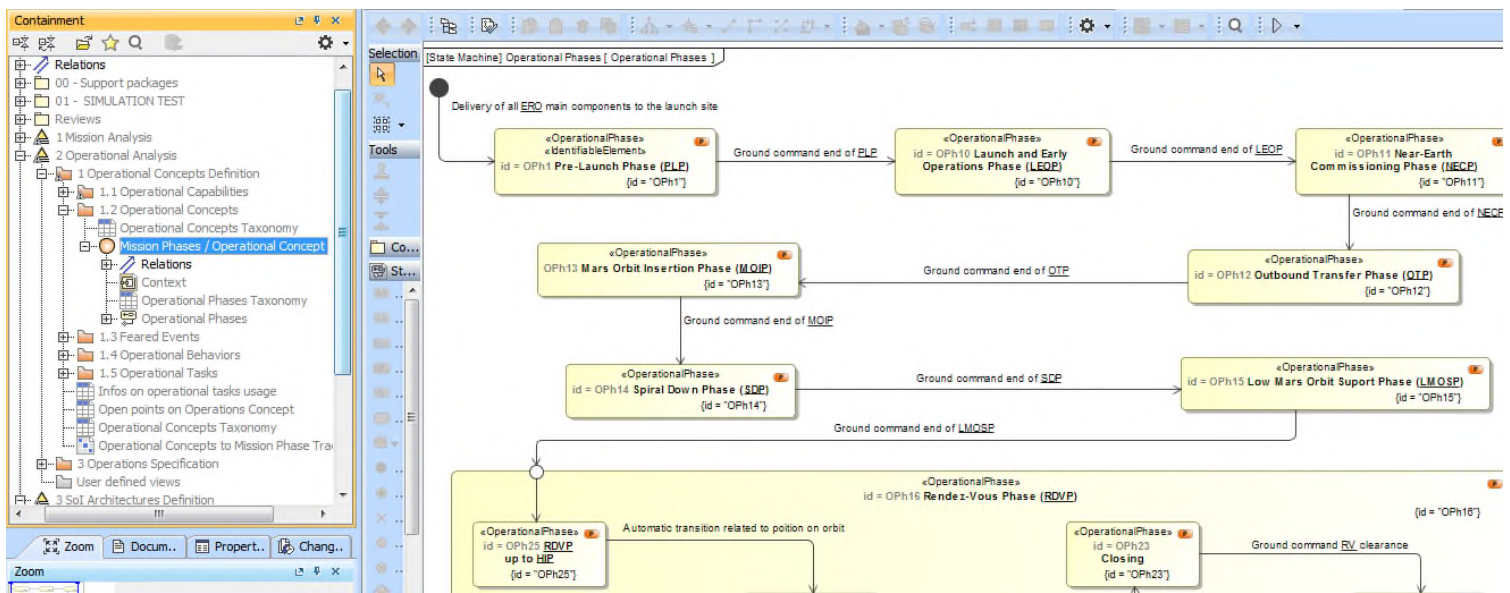 Containment
Relations
00 - Support packages
01 - SIMULATION TEST
Reviews
1 Mission Analysis
2 Operational Analysis
1 Operational Concepts Definition
1.1 Operational Capabilities
1.2 Operational Concepts
Operational Concepts Taxonomy
Mission Phases / Operational Concept
Relations
Context
Operational Phases Taxonomy
Operational Phases
1.3 Feared Events
1.4 Operational Behaviors
1.5 Operational Tasks
Infos on operational tasks usage
Open points on Operations Concept
Operational Concepts Taxonomy
Operational Concepts to Mission Phase Tra
3 Operations Specification
User defined views
3 SoI Architectures Definition
Zoom
Docum..
Propert..
Chang..
Zoom
Selection
Tools
Co...
St...
[State Machine] Operational Phases [ Operational Phases ]
Delivery of all ERO main components to the launch site
«OperationalPhase»
«IdentifiableElement»
id = OPh1 Pre-Launch Phase (PLP)
{id = "OPh1"}
Ground command end of PLP
«OperationalPhase»
id = OPh10 Launch and Early
Operations Phase (LEOP)
{id = "OPh10"}
Ground command end of LEOP
«OperationalPhase»
id = OPh11 Near-Earth
Commissioning Phase (NECP)
{id = "OPh11"}
Ground command end of NECP
«OperationalPhase»
OPh13 Mars Orbit Insertion Phase (MOIP)
{id = "OPh13"}
Ground command end of OTP
«OperationalPhase»
id = OPh12 Outbound Transfer Phase (OTP)
{id = "OPh12"}
Ground command end of MOIP
«OperationalPhase»
id = OPh14 Spiral Down Phase (SDP)
{id = "OPh14"}
Ground command end of SDP
«OperationalPhase»
id = OPh15 Low Mars Orbit Suport Phase (LMOSP)
{id = "OPh15"}
Ground command end of LMOSP
«OperationalPhase»
id = OPh16 Rendez-Vous Phase (RDVP)
{id = "OPh16"}
«OperationalPhase»
id = OPh25 RDVP
up to HIP
{id = "OPh25"}
Automatic transition related to poition on orbit
«OperationalPhase»
id = OPh23
Closing
{id = "OPh23"}
Ground command RV clearance